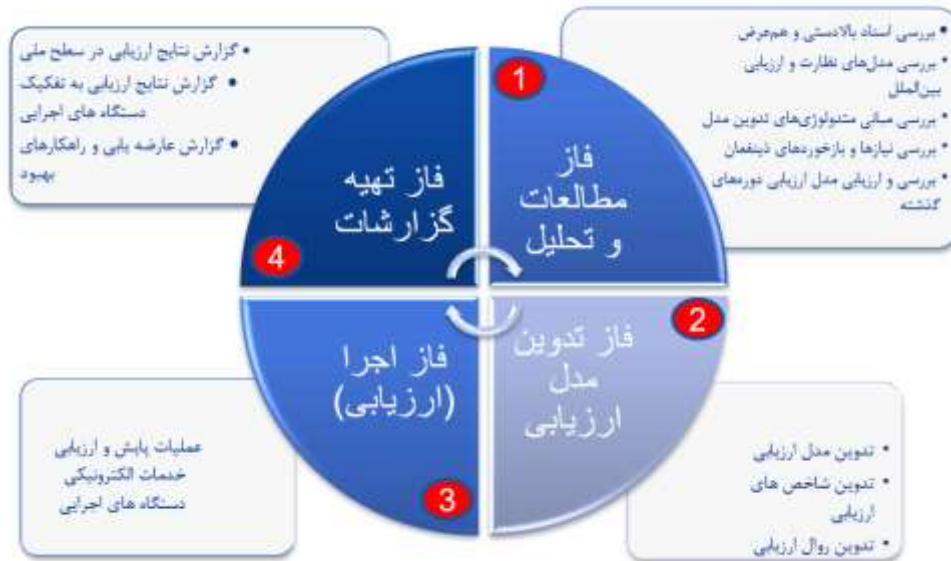 بررسی اسناد بالادستی و هم‌عرض
بررسی مدل‌های نظارت و ارزیابی
بین‌الملل
بررسی مبانی متدولوژی‌های تدوین مدل
بررسی نیازها و بازخوردهای ذینفعان
بررسی و ارزیابی مدل ارزیابی دوره‌های
گذشته
1
فاز
مطالعات
و تحلیل
2
فاز تدوین
مدل
ارزیابی
تدوین مدل ارزیابی
تدوین شاخص های
ارزیابی
تدوین روال ارزیابی
3
فاز اجرا
(ارزیابی)
عملیات پایش و ارزیابی
خدمات الکترونیکی
دستگاه های اجرایی
4
فاز تهیه
گزارشات
گزارش نتایج ارزیابی در سطح ملی
گزارش نتایج ارزیابی به تفکیک
دستگاه های اجرایی
گزارش عارضه یابی و راهکارهای
بهبود